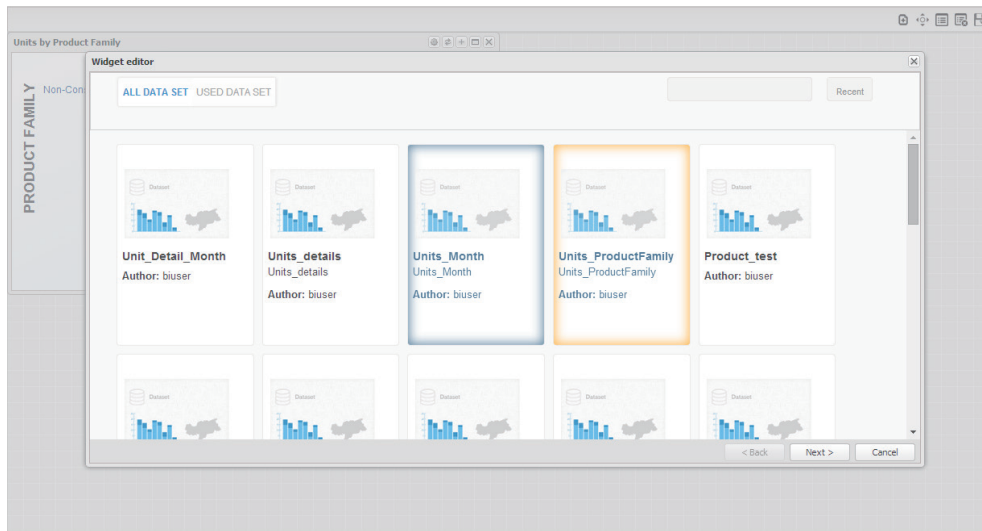 Units by Product Family
PRODUCT FAMILY
Non-Con
Widget editor
ALL DATA SET USED DATA SET
Recent
Dataset
Unit_Detail_Month
Author: biuser
Dataset
Units_details
Units_details
Author: biuser
Dataset
Units_Month
Units_Month
Author: biuser
Dataset
Units_ProductFamily
Units_ProductFamily
Author: biuser
Dataset
Product_test
Author: biuser
Dataset
Dataset
Dataset
Dataset
Dataset
< Back
Next >
Cancel